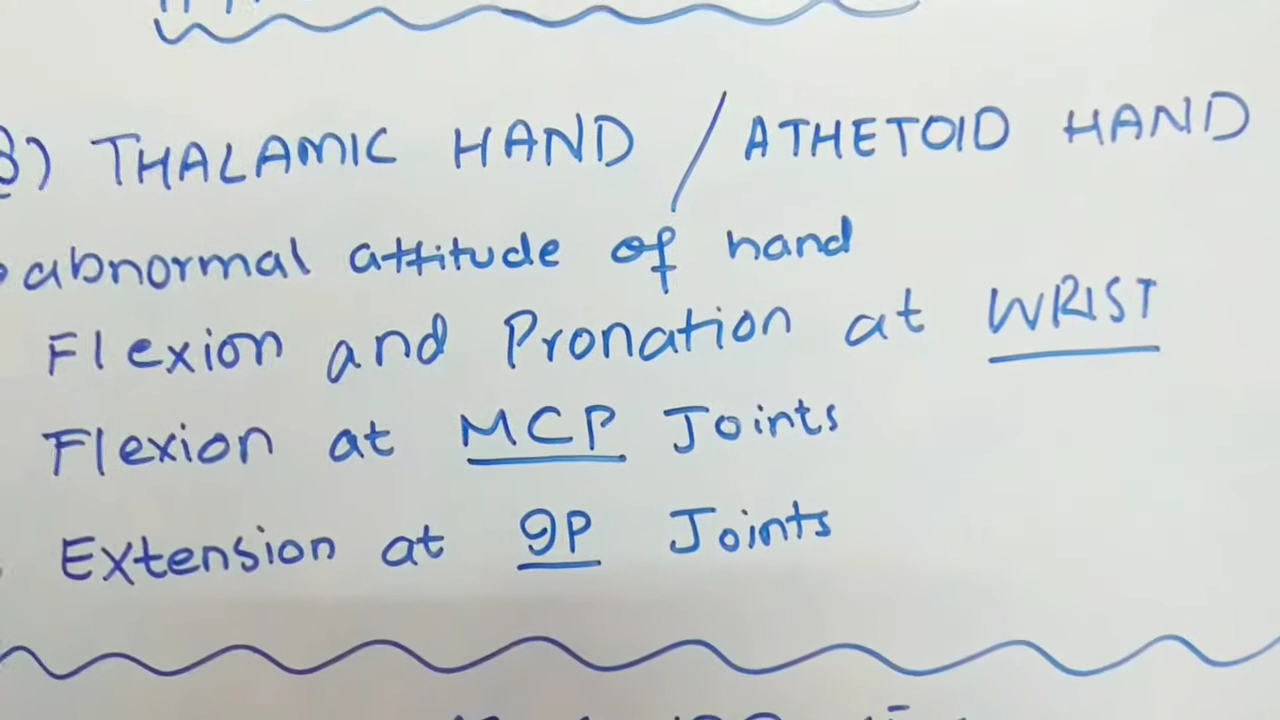 3) THALAMIC HAND / ATHETOID HAND
abnormal attitude of hand
Flexion and Pronation at WRIST
Flexion at MCP Joints
Extension at IP Joints